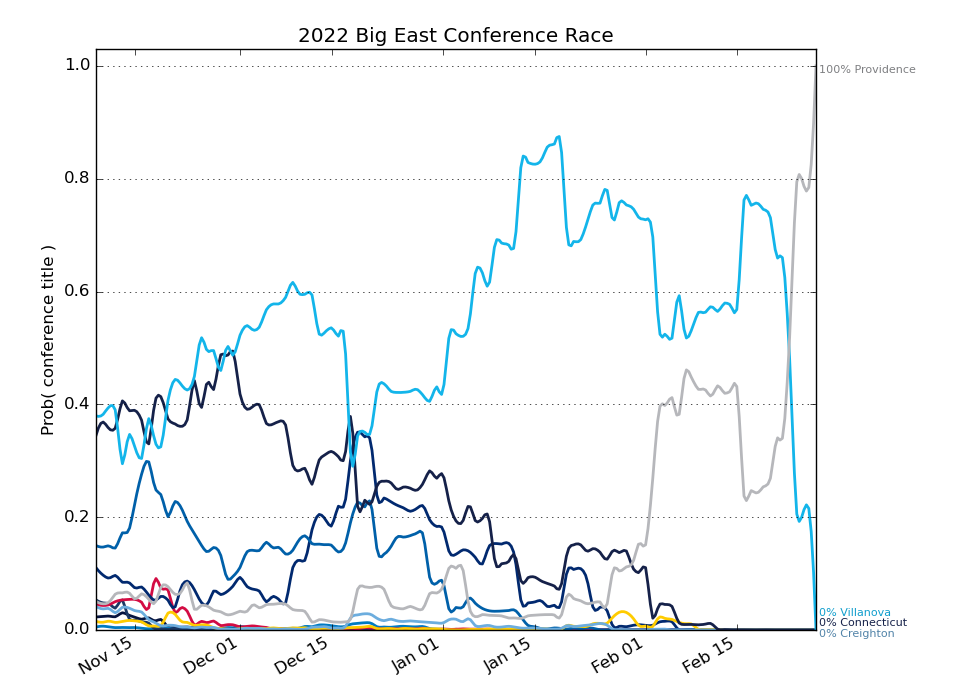 2022 Big East Conference Race
Prob( conference title )
1.0
0.8
0.6
0.4
0.2
0.0
Nov 15
Dec 01
Dec 15
Jan 01
Jan 15
Feb 01
Feb 15
100% Providence
0% Villanova
0% Connecticut
0% Creighton